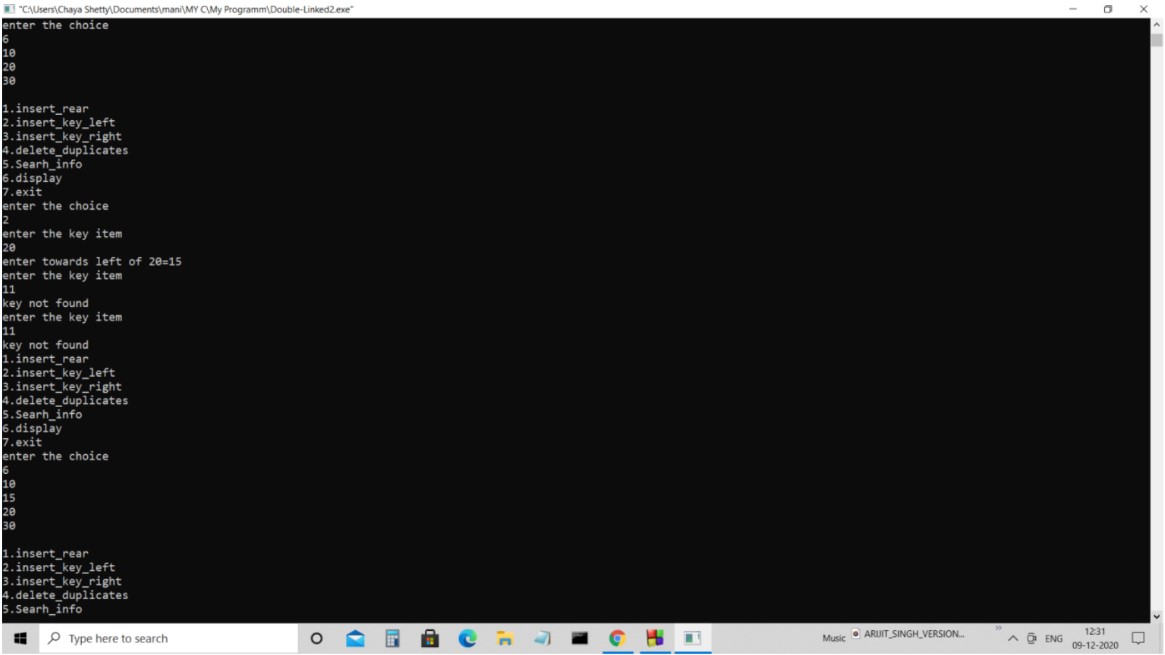 "C:\Users\Chaya Shetty\Documents\mani\MY C\My Programm\Double-Linked2.exe"
enter the choice
6
10
20
30
1.insert_rear
2.insert_key_left
3.insert_key_right
4.delete_duplicates
5.Searh_info
6.display
7.exit
enter the choice
2
enter the key item
20
enter towards left of 20=15
enter the key item
11
key not found
enter the key item
11
key not found
1.insert_rear
2.insert_key_left
3.insert_key_right
4.delete_duplicates
5.Searh_info
6.display
7.exit
enter the choice
6
10
15
20
30
1.insert_rear
2.insert_key_left
3.insert_key_right
4.delete_duplicates
5.Searh_info
Type here to search
Music
ARIJIT_SINGH_VERSION...
ENG
12:31
09-12-2020